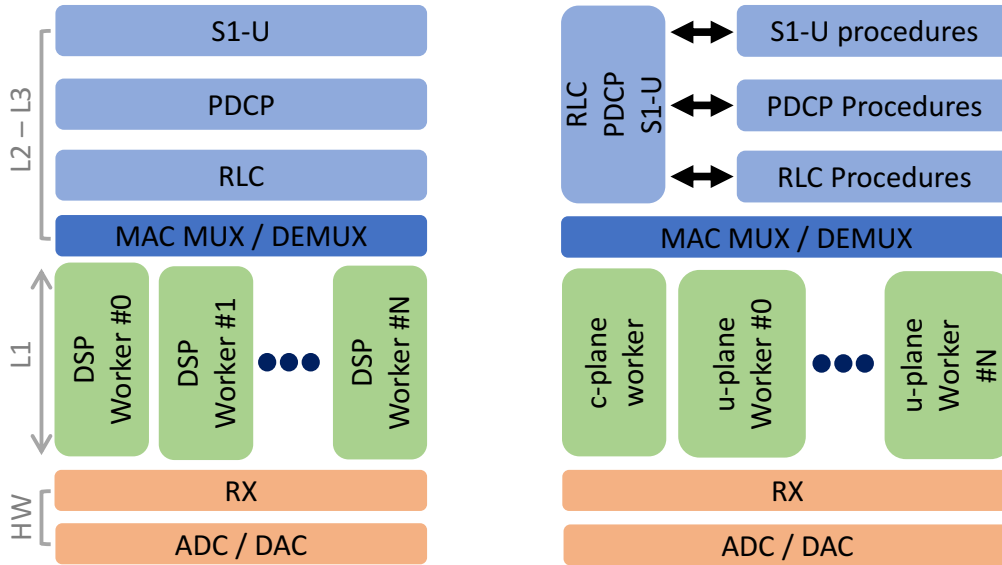 L2 – L3
S1-U
PDCP
RLC
MAC MUX / DEMUX
L1
DSP
Worker #0
DSP
Worker #1
DSP
Worker #N
HW
RX
ADC / DAC
RLC
PDCP
S1-U
S1-U procedures
PDCP Procedures
RLC Procedures
MAC MUX / DEMUX
c-plane
worker
u-plane
Worker #0
u-plane
Worker
#N
RX
ADC / DAC